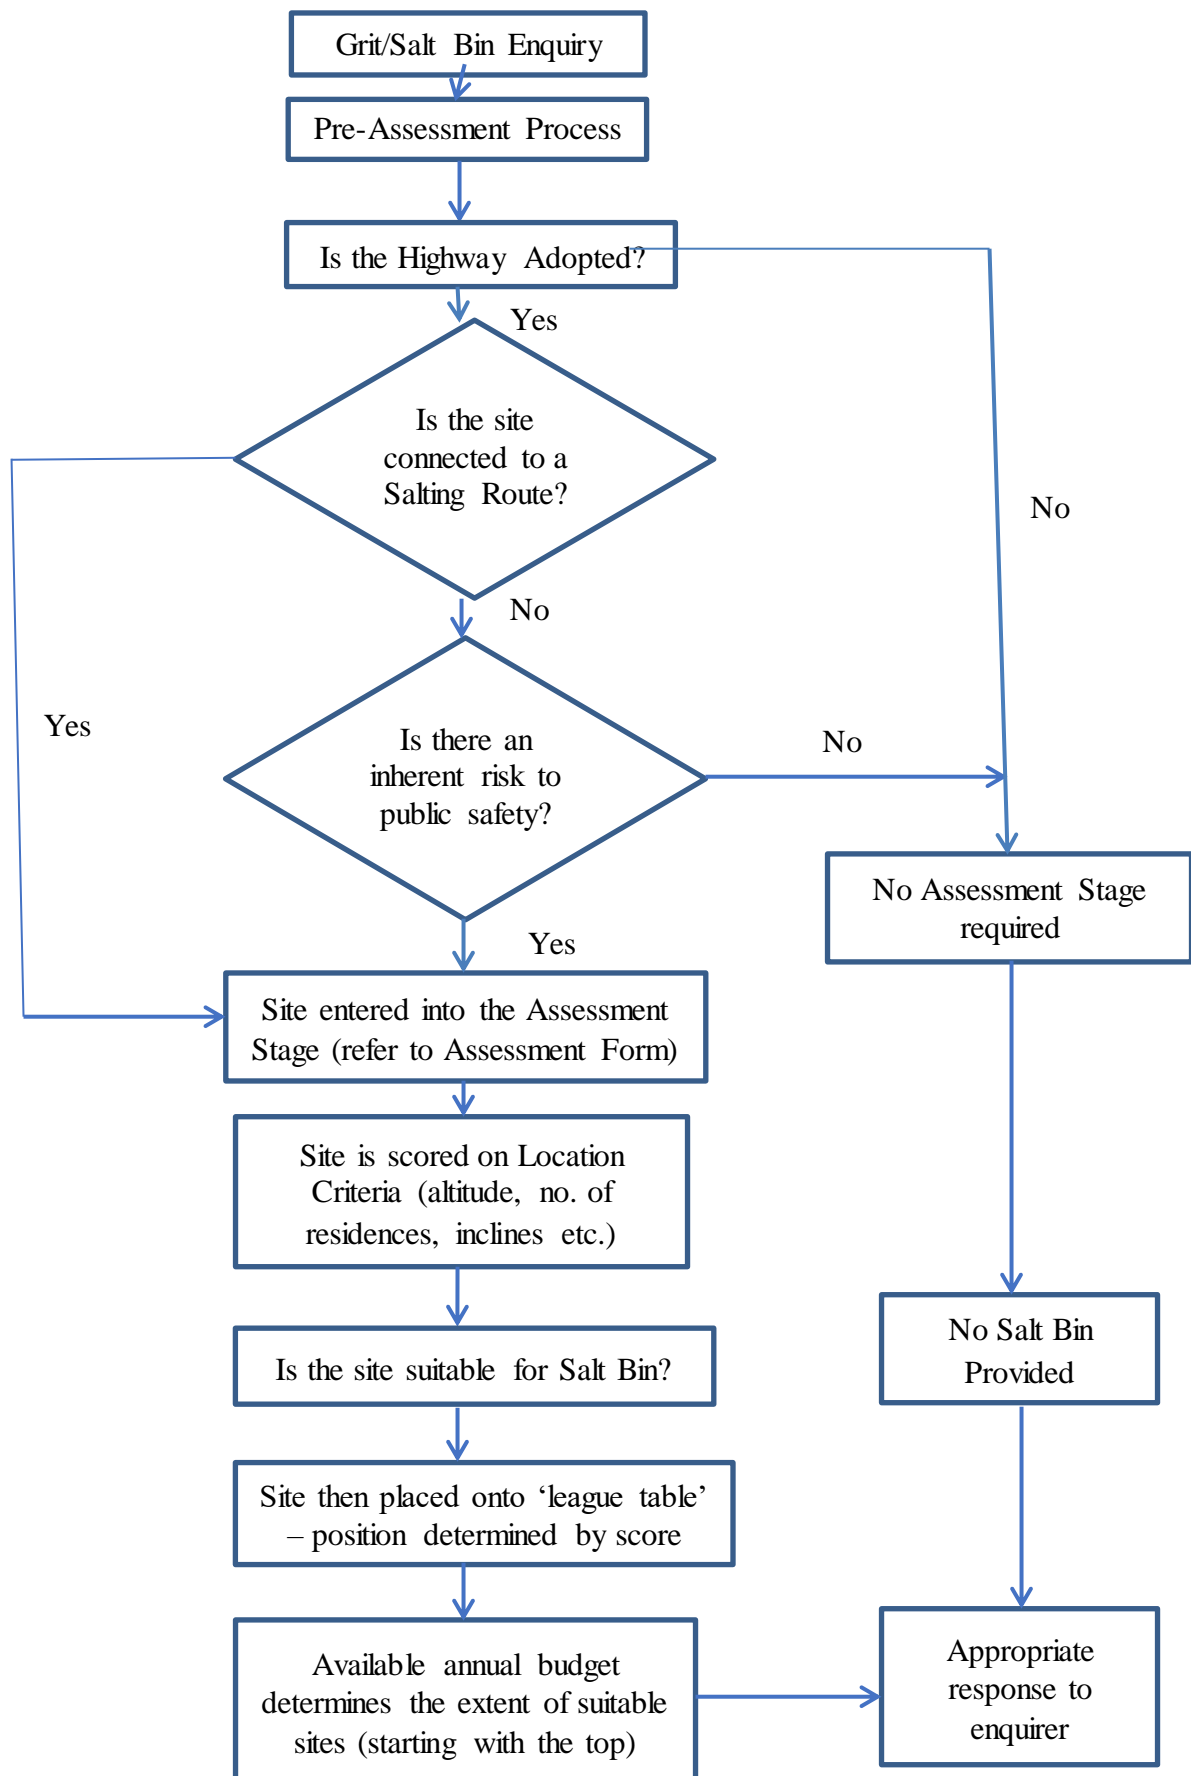 Grit/Salt Bin Enquiry
Pre-Assessment Process
Is the Highway Adopted?
Yes
Is the site
connected to a
Salting Route?
No
No
Yes
Is there an
inherent risk to
public safety?
No
Yes
No Assessment Stage
required
Site entered into the Assessment
Stage (refer to Assessment Form)
Site is scored on Location
Criteria (altitude, no. of
residences, inclines etc.)
Is the site suitable for Salt Bin?
No Salt Bin
Provided
Site then placed onto ‘league table’
– position determined by score
Available annual budget
determines the extent of suitable
sites (starting with the top)
Appropriate
response to
enquirer